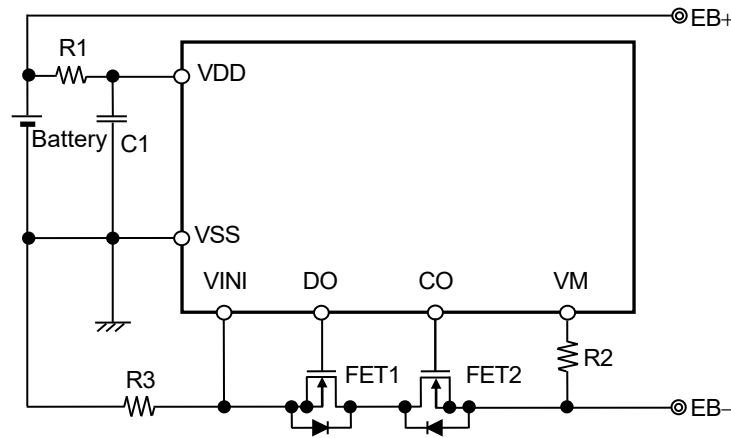 EB+
R1
VDD
Battery
C1
VSS
VINI DO CO VM
R3
FET1
FET2
R2
EB−